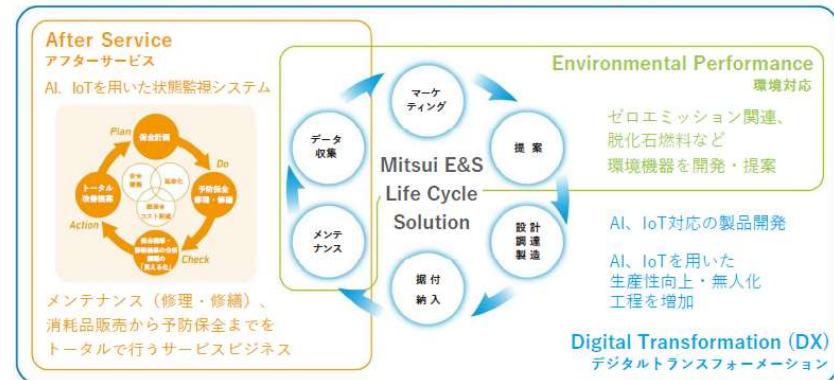 After Service
アフターサービス
AI、IoTを用いた状態監視システム
Plan
保全計画
Do
予防保全
修理・修繕
Check
Action
トータル
改善提案
メンテナンス（修理・修繕）、
消耗品販売から予防保全までを
トータルで行うサービスビジネス
Environmental Performance
環境対応
ゼロエミッション関連、
脱化石燃料など
環境機器を開発・提案
マーケ
ティング
提案
設計
調達
製造
据付
納入
メンテ
ナンス
データ
収集
Mitsui E&S
Life Cycle
Solution
AI、IoT対応の製品開発
AI、IoTを用いた
生産性向上・無人化
工程を増加
Digital Transformation (DX)
デジタルトランスフォーメーション